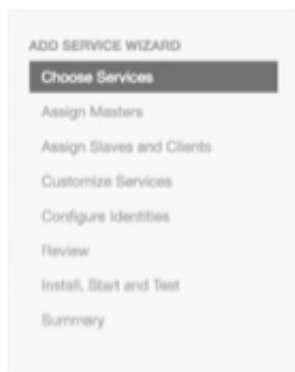 ADD SERVICE WIZARD
Choose Services
Assign Masters
Assign Slaves and Clients
Customize Services
Configure Identities
Review
Install, Start and Test
Summary